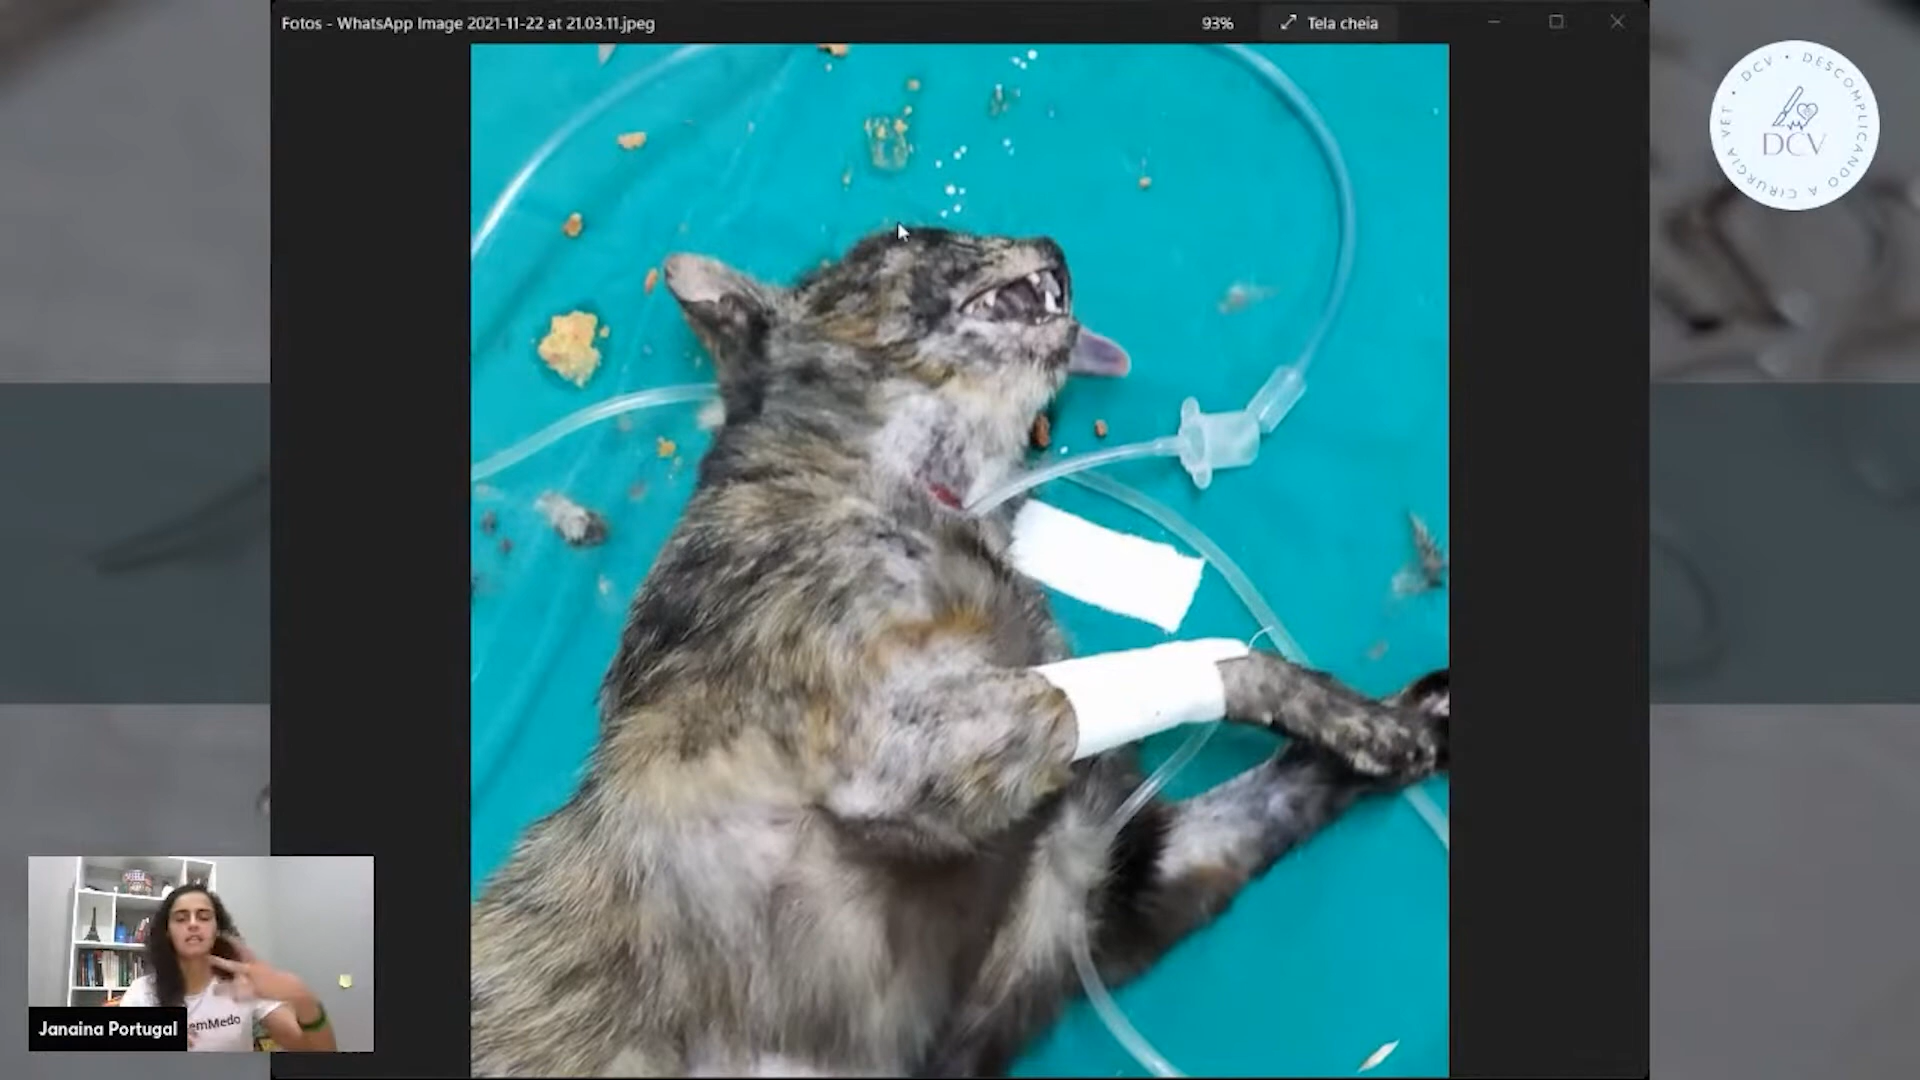 Fotos - WhatsApp Image 2021-11-22 at 21.03.11.jpeg
93%
Tela cheia
DCV • DESCOMPLICANDO A CIRURGIA VET •
DCV
emMedo
Janaina Portugal